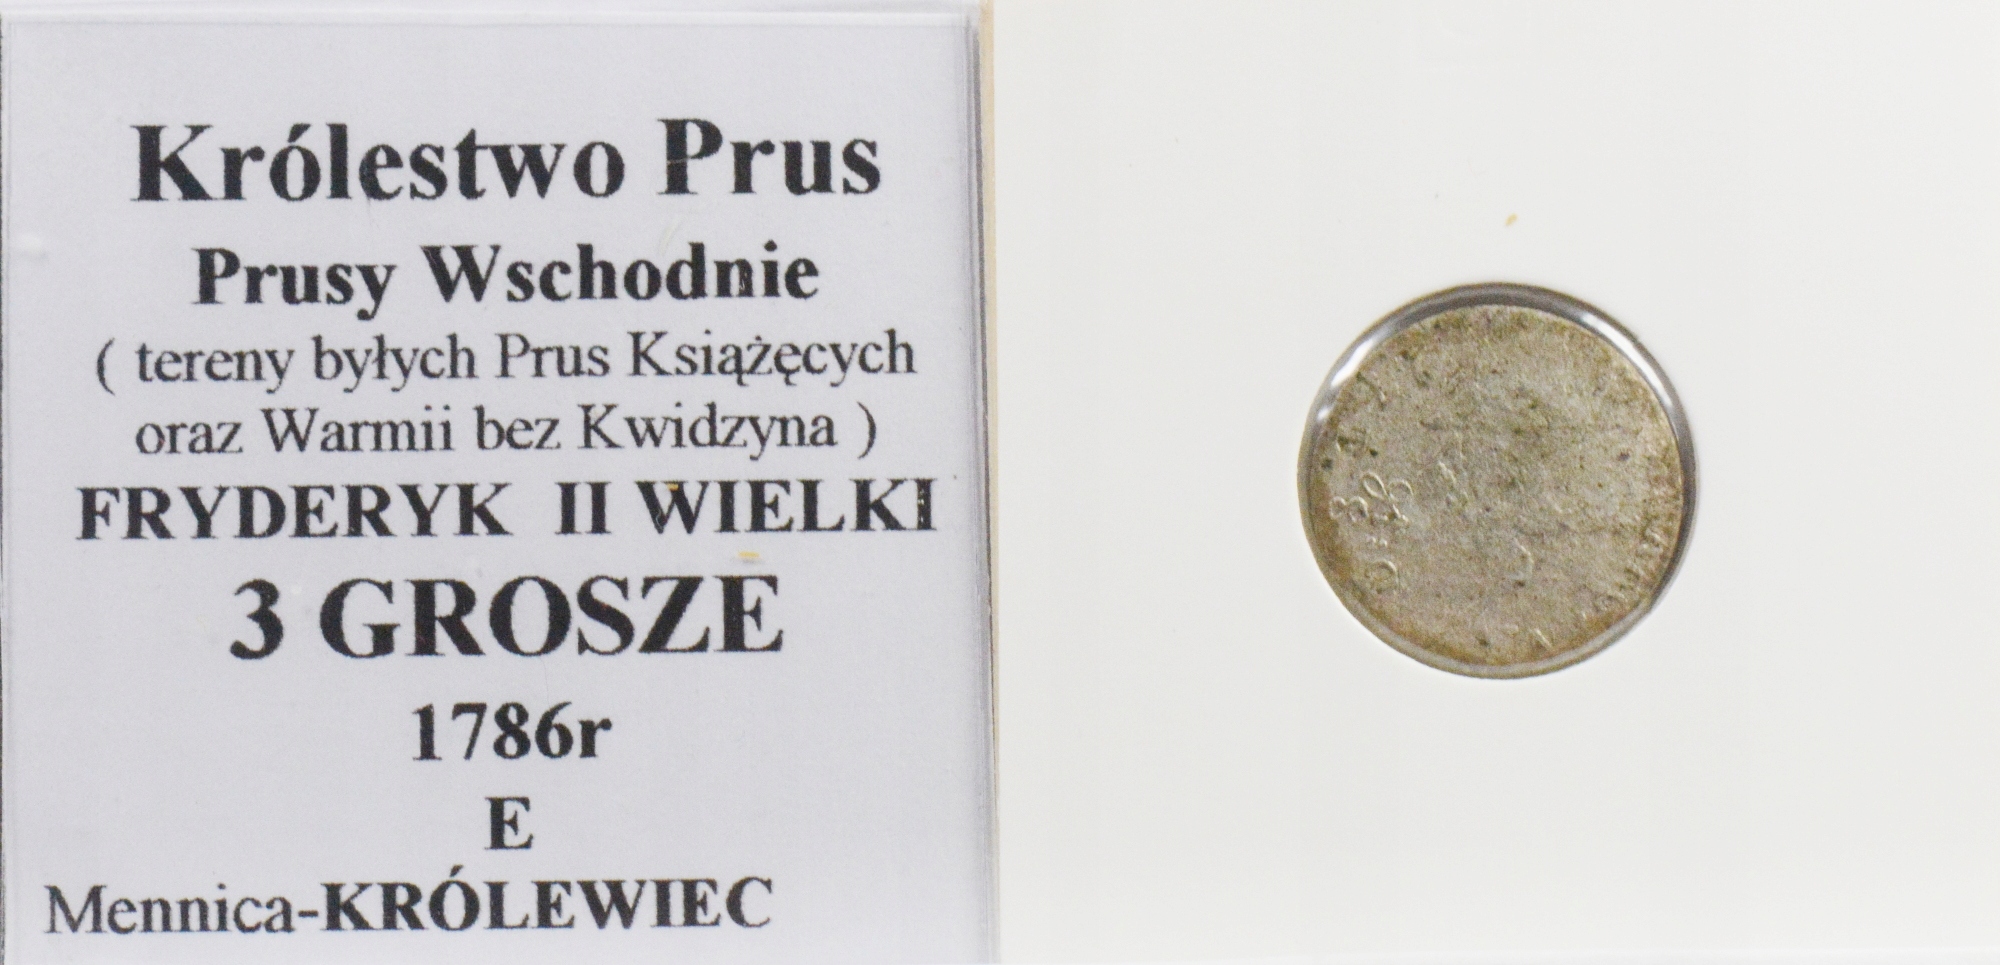 Królestwo Prus
Prusy Wschodnie
( tereny byłych Prus Książęcych
oraz Warmii bez Kwidzyna )
FRYDERYK II WIELKI
3 GROSZE
1786r
E
Mennica-KRÓLEWIEC